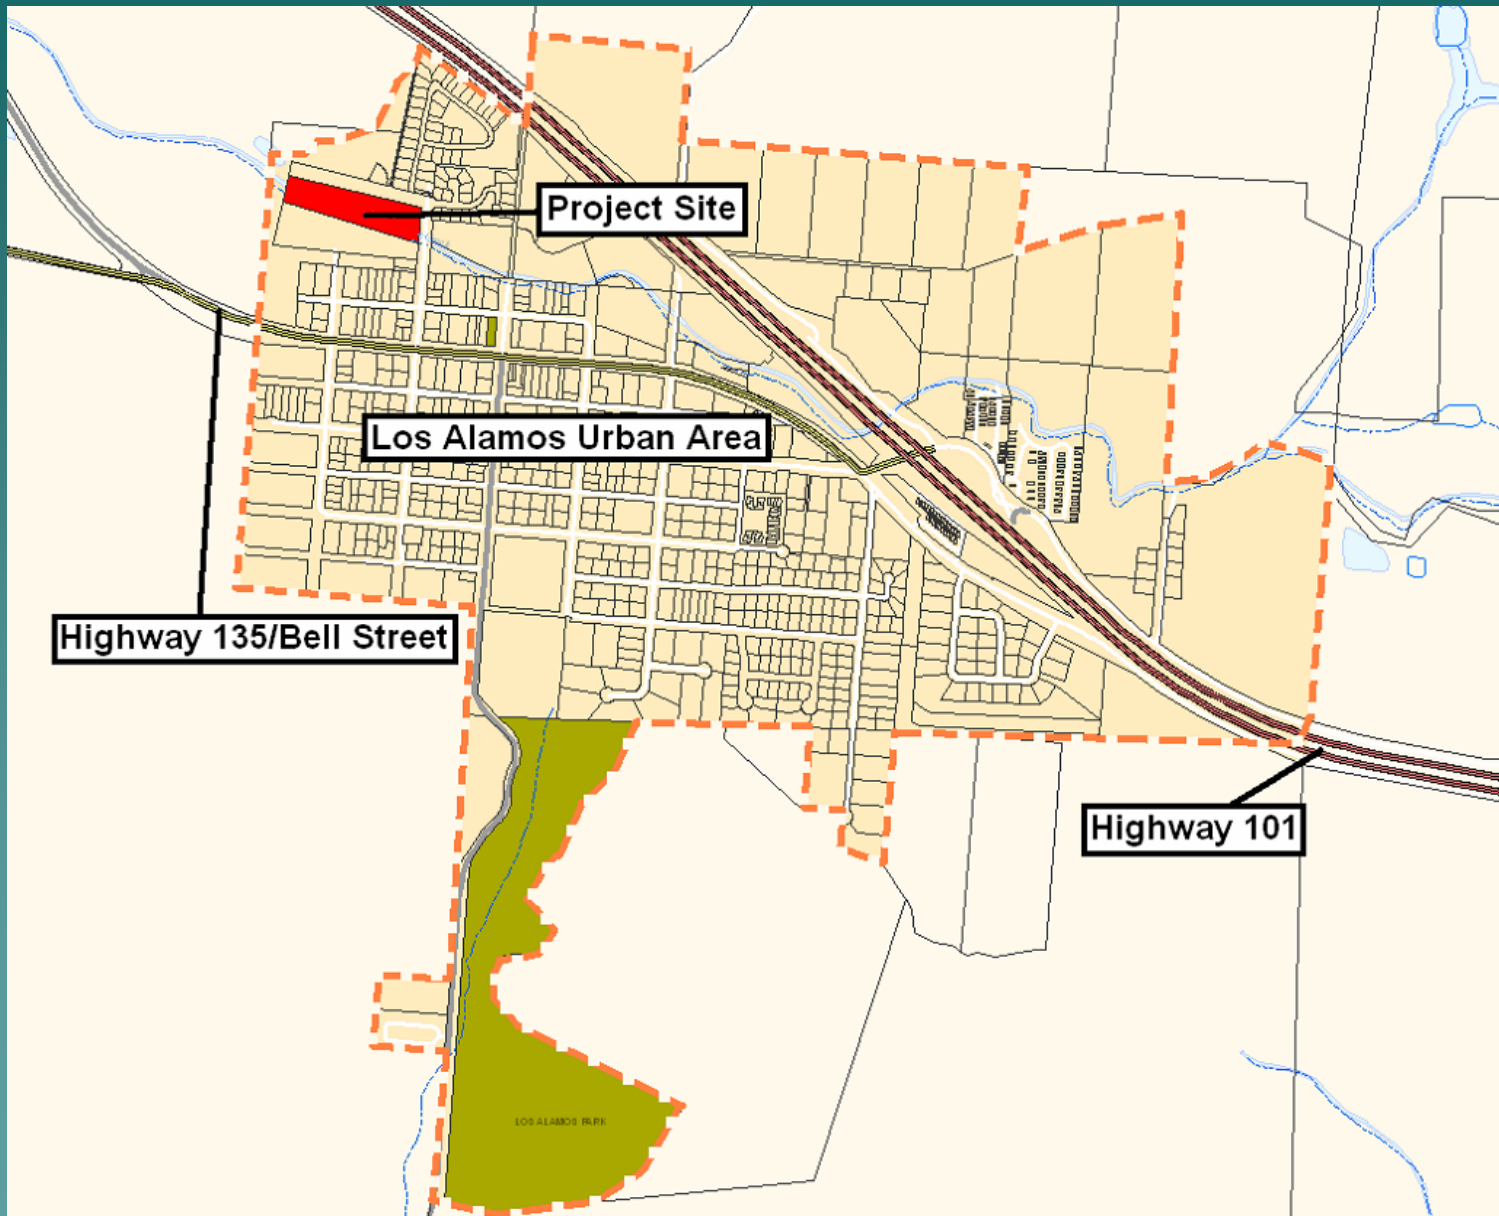 Project Site
Los Alamos Urban Area
Highway 135/Bell Street
Highway 101
LOS ALAMOS PARK